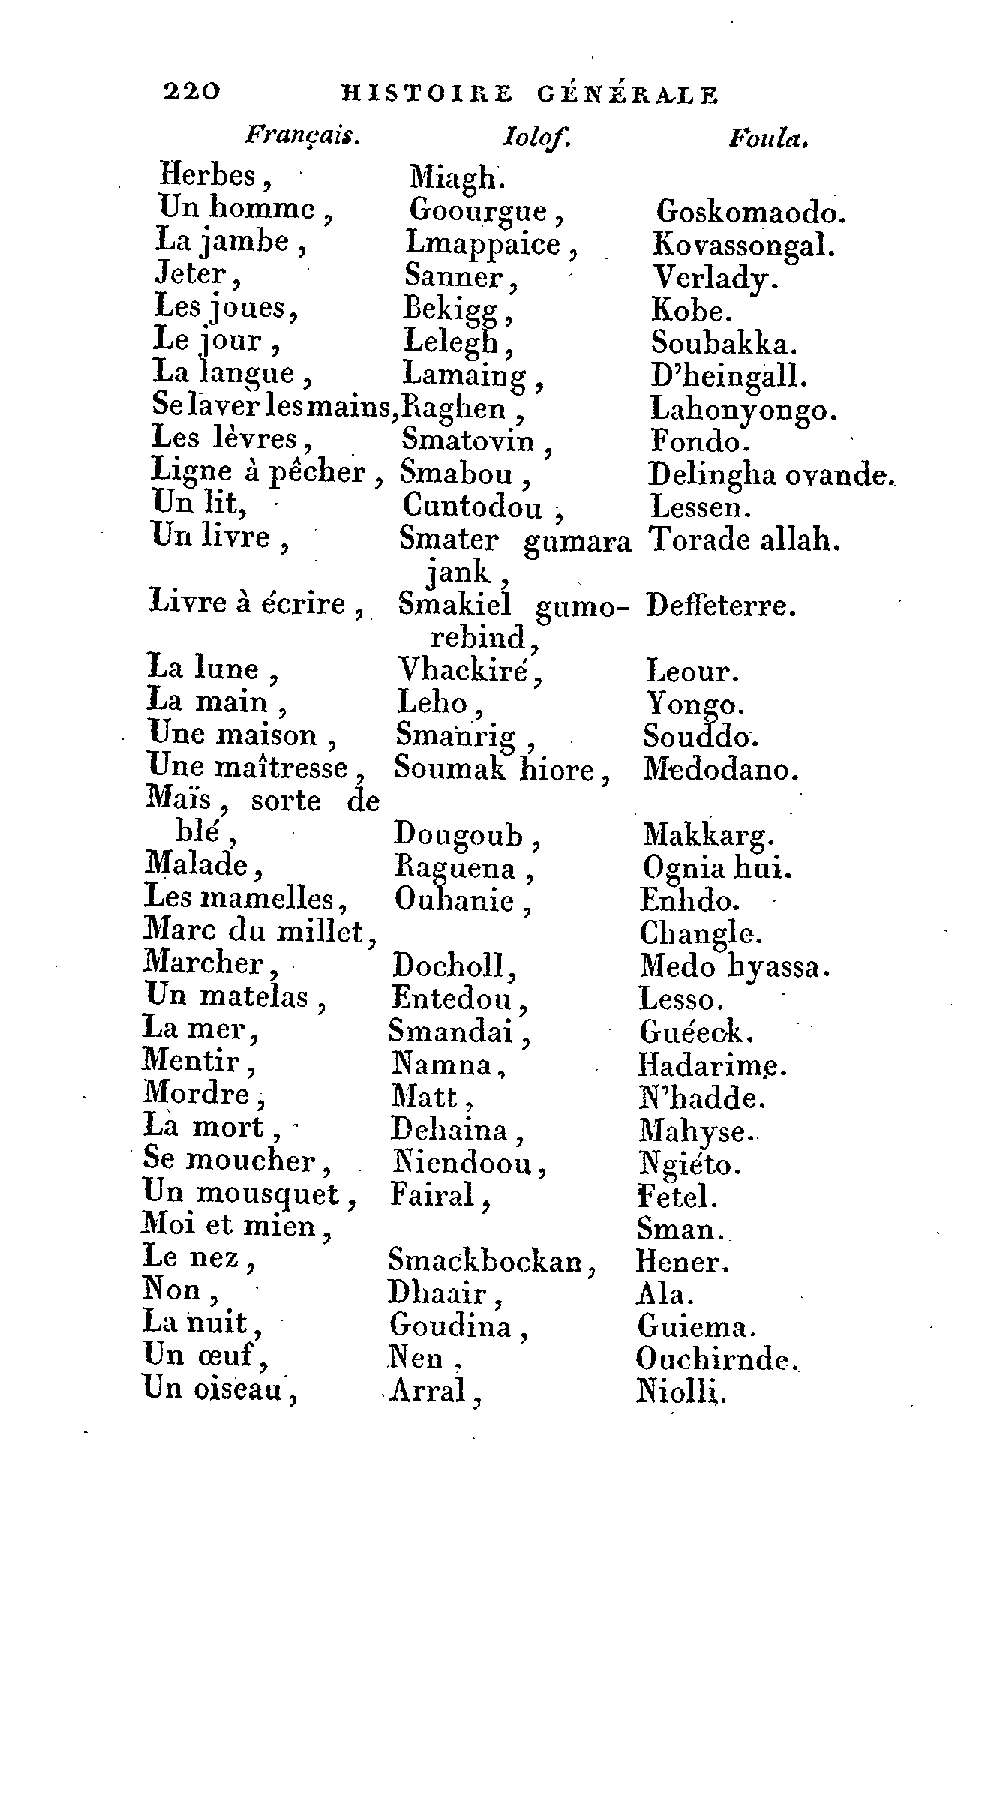 220 HISTOIRE GÉNÉRALE
Français. Iolof. Foula.
Herbes, Miagh.
Un homme, Goourgue, Goskomaodo.
La jambe, Lmappaice, Kovassongal.
Jeter, Sanner, Verlady.
Les joues, Bekigg, Kobe.
Le jour, Lelegh, Soubakka.
La langue, Lamaing, D'heingall.
Se laver les mains, Raghen, Lahonyongo.
Les lèvres, Smatovin, Fondo.
Ligne à pêcher, Smabou, Delingha ovande.
Un lit, Cuntodou, Lessen.
Un livre, Smater gumara Torade allah.
jank,
Livre à écrire, Smakiel gumo- Deffeterre.
rebind,
La lune, Vhackiré, Leour.
La main, Leho, Yongo.
Une maison, Smanrig, Souddo.
Une maîtresse, Soumak hiore, Medodano.
Maïs, sorte de
blé, Dougoub, Makkarg.
Malade, Raguena, Ognia hui.
Les mamelles, Ouhanie, Enhdo.
Marc du millet, Changle.
Marcher, Docholl, Medo hyassa.
Un matelas, Entedou, Lesso.
La mer, Smandai, Guéeck.
Mentir, Namna, Hadarime.
Mordre, Matt, N'hadde.
La mort, Dehaina, Mahyse.
Se moucher, Niendoou, Ngiéto.
Un mousquet, Fairal, Fetel.
Moi et mien, Sman.
Le nez, Smackbockan, Hener.
Non, Dhaair, Ala.
La nuit, Goudina, Guiema.
Un œuf, Nen, Ouchirnde.
Un oiseau, Arral, Niolli.